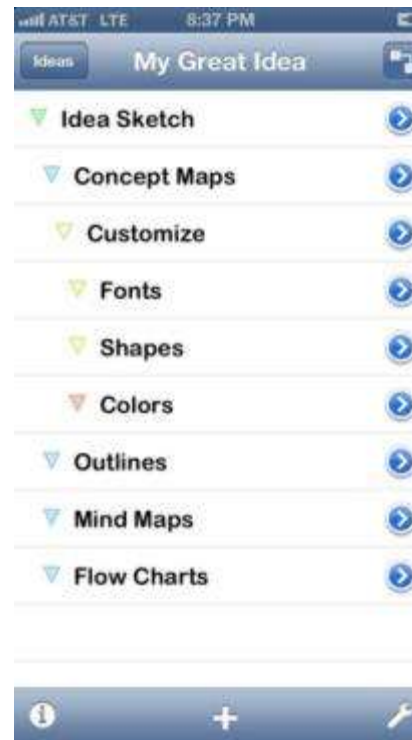 AT&T LTE 8:37 PM
Ideas My Great Idea
Idea Sketch
Concept Maps
Customize
Fonts
Shapes
Colors
Outlines
Mind Maps
Flow Charts